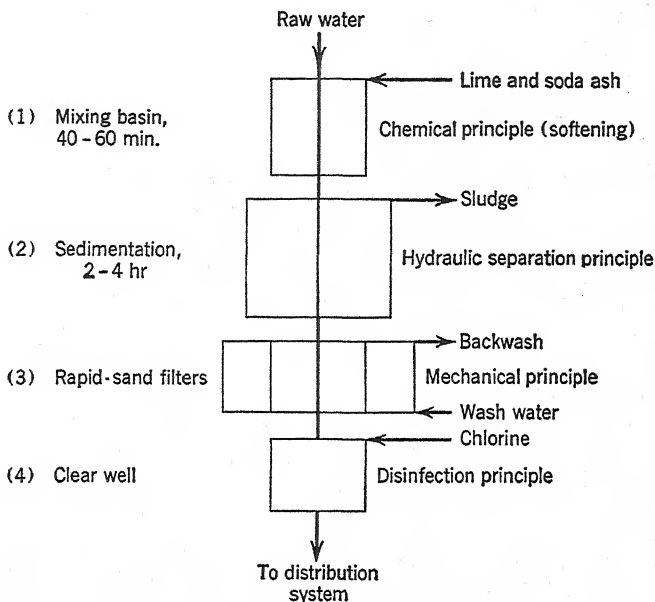 Raw water
Lime and soda ash
(1) Mixing basin,
40-60 min.
Chemical principle (softening)
Sludge
(2) Sedimentation,
2-4 hr
Hydraulic separation principle
Backwash
(3) Rapid-sand filters
Mechanical principle
Wash water
Chlorine
(4) Clear well
Disinfection principle
To distribution
system